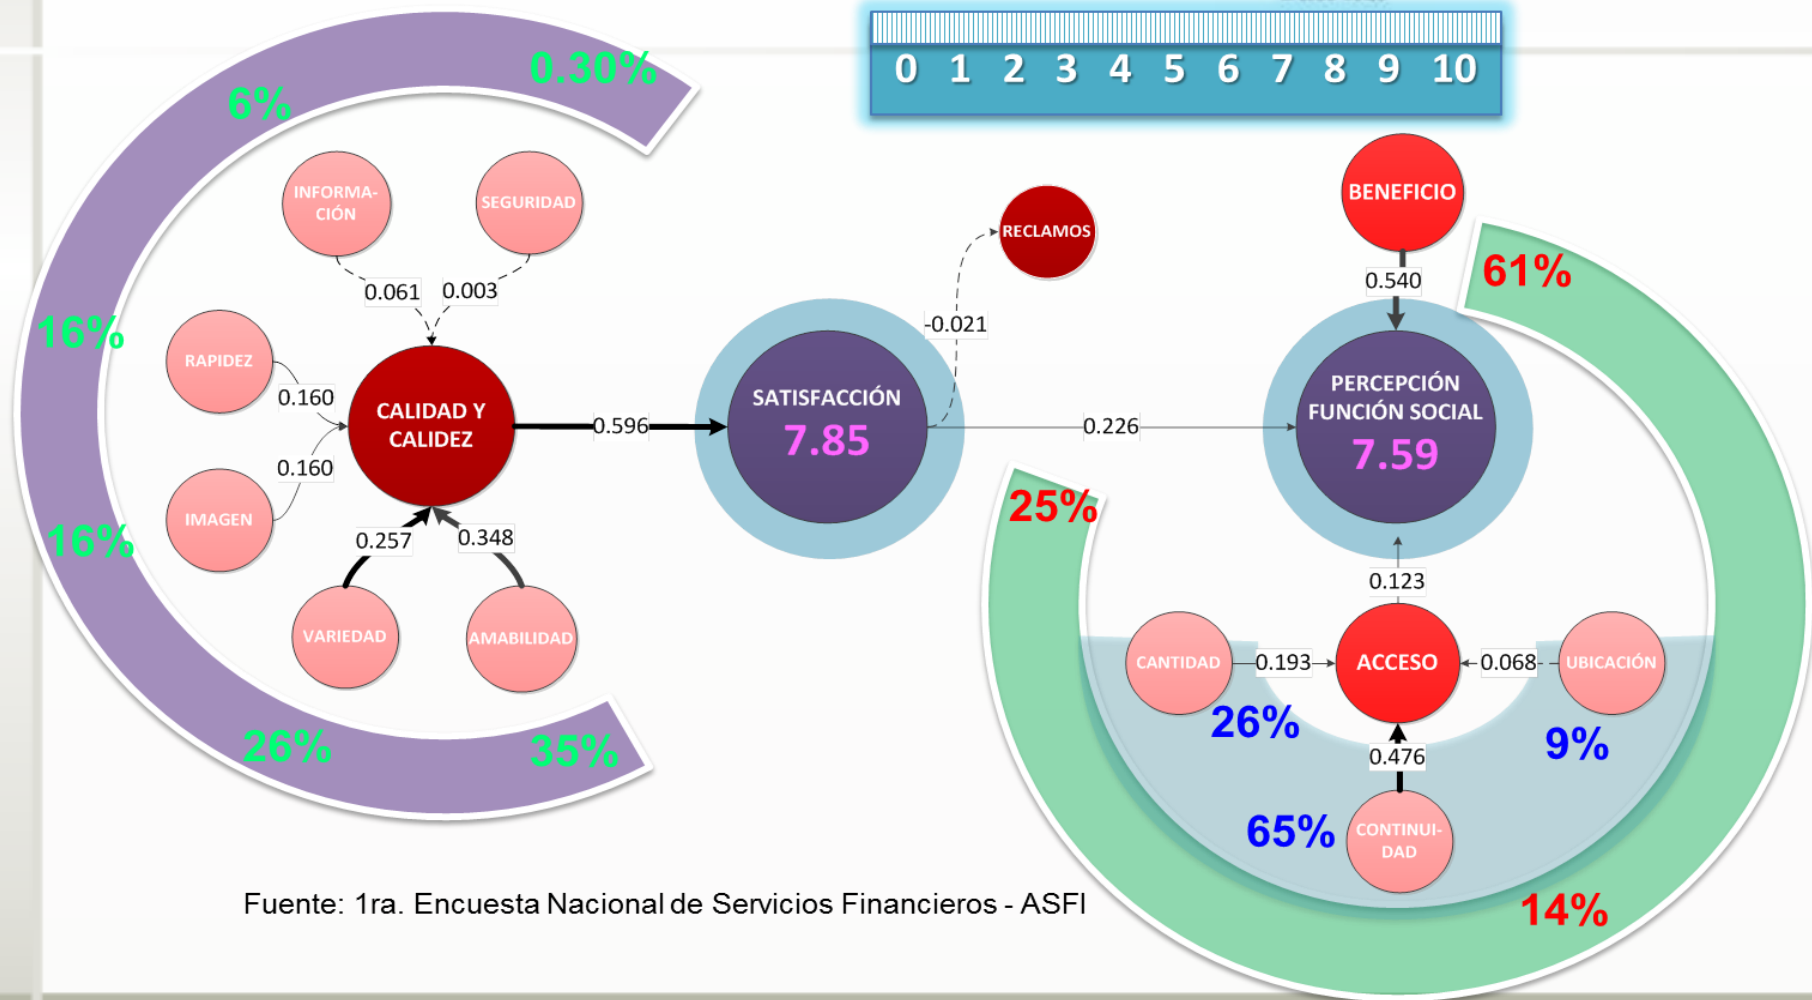 0 1 2 3 4 5 6 7 8 9 10
0.30%
6%
16%
16%
26%
35%
INFORMA-
CIÓN
SEGURIDAD
0.061
0.003
RAPIDEZ
0.160
IMAGEN
0.160
CALIDAD Y
CALIDEZ
0.257
0.348
VARIEDAD
AMABILIDAD
0.596
SATISFACCIÓN
7.85
-0.021
RECLAMOS
0.226
BENEFICIO
0.540
61%
PERCEPCIÓN
FUNCIÓN SOCIAL
7.59
25%
0.123
CANTIDAD
0.193
ACCESO
0.068
UBICACIÓN
26%
9%
0.476
65%
CONTINUI-
DAD
14%
Fuente: 1ra. Encuesta Nacional de Servicios Financieros - ASFI